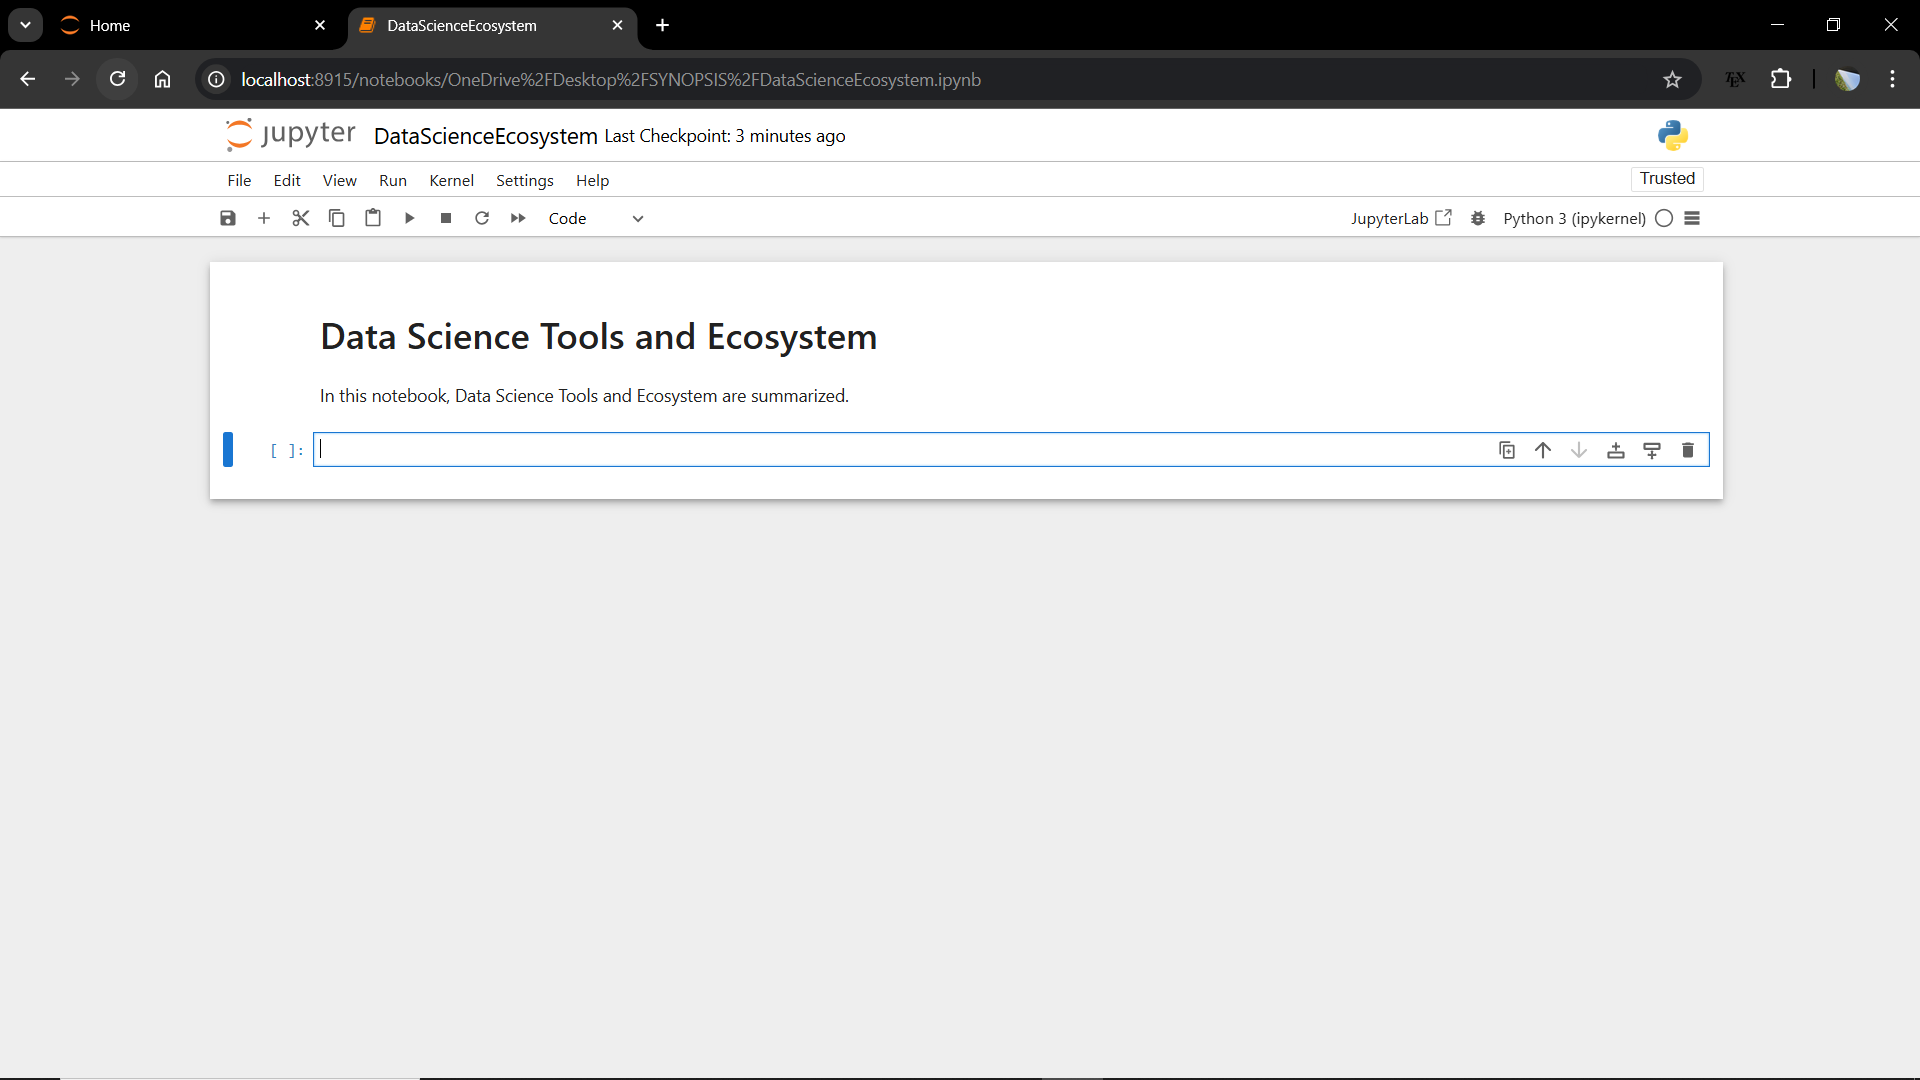 Home
DataScienceEcosystem
localhost:8915/notebooks/OneDrive%2FDesktop%2FSYNOPSIS%2FDataScienceEcosystem.ipynb
TEX
jupyter DataScienceEcosystem Last Checkpoint: 3 minutes ago
File Edit View Run Kernel Settings Help
Trusted
Code
JupyterLab
Python 3 (ipykernel)
Data Science Tools and Ecosystem
In this notebook, Data Science Tools and Ecosystem are summarized.
[ ]: